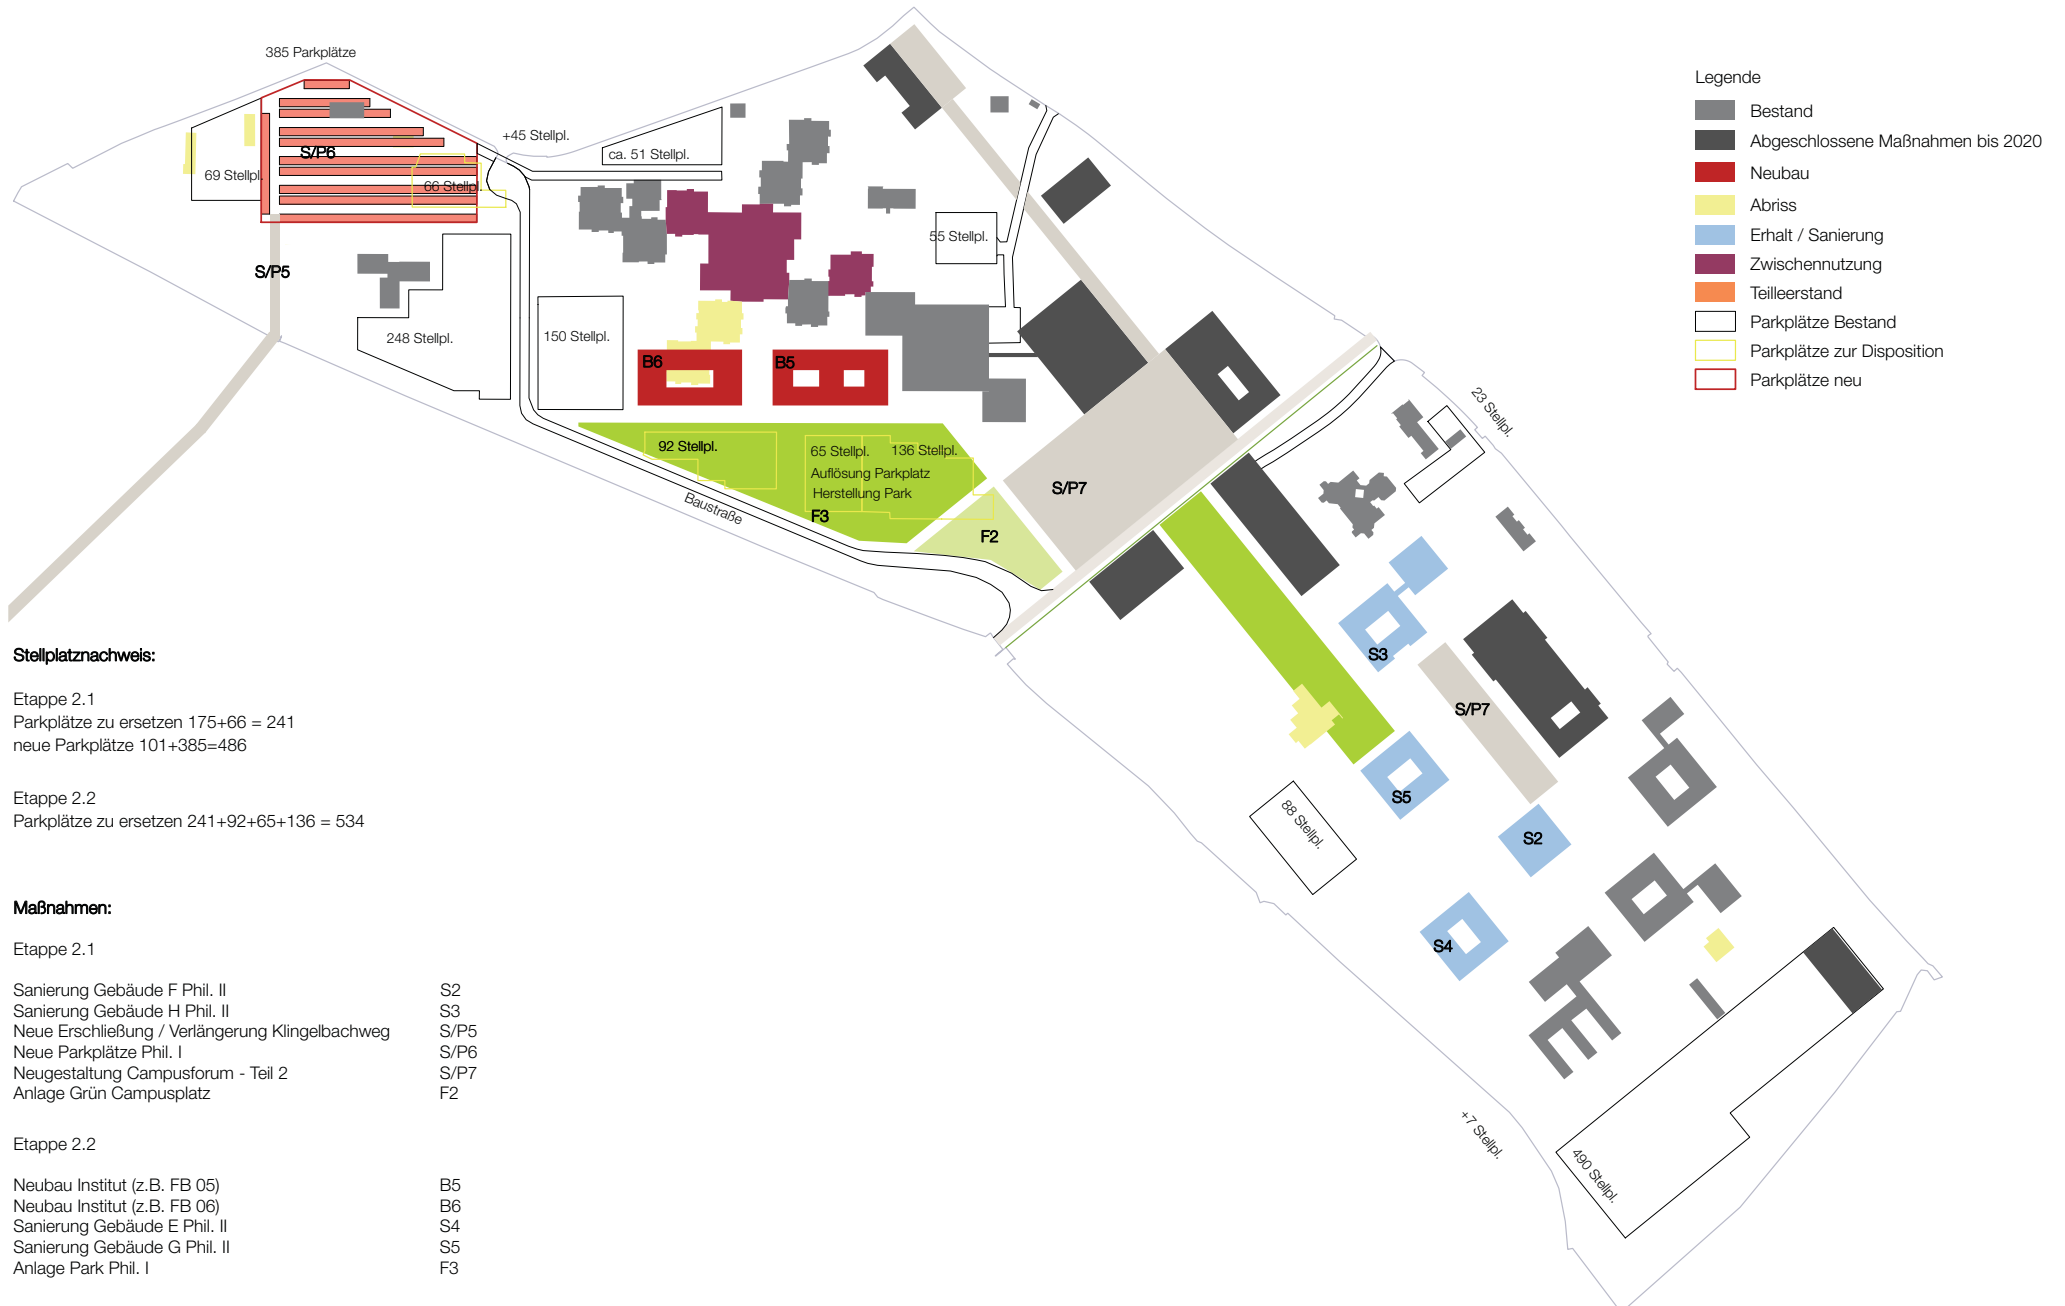 385 Parkplätze
+45 Stellpl.
ca. 51 Stellpl.
S/P6
69 Stellpl.
66 Stellpl.
55 Stellpl.
S/P5
248 Stellpl.
150 Stellpl.
B6
B5
92 Stellpl.
65 Stellpl.
136 Stellpl.
Auflösung Parkplatz
Herstellung Park
F3
Baustraße
F2
S/P7
23 Stellpl.
S3
S/P7
S5
88 Stellpl.
S2
S4
+7 Stellpl.
490 Stellpl.
Legende
Bestand
Abgeschlossene Maßnahmen bis 2020
Neubau
Abriss
Erhalt / Sanierung
Zwischennutzung
Teilleerstand
Parkplätze Bestand
Parkplätze zur Disposition
Parkplätze neu
Stellplatznachweis:
Etappe 2.1
Parkplätze zu ersetzen 175+66 = 241
neue Parkplätze 101+385=486
Etappe 2.2
Parkplätze zu ersetzen 241+92+65+136 = 534
Maßnahmen:
Etappe 2.1
Sanierung Gebäude F Phil. II S2
Sanierung Gebäude H Phil. II S3
Neue Erschließung / Verlängerung Klingelbachweg S/P5
Neue Parkplätze Phil. I S/P6
Neugestaltung Campusforum - Teil 2 S/P7
Anlage Grün Campusplatz F2
Etappe 2.2
Neubau Institut (z.B. FB 05) B5
Neubau Institut (z.B. FB 06) B6
Sanierung Gebäude E Phil. II S4
Sanierung Gebäude G Phil. II S5
Anlage Park Phil. I F3